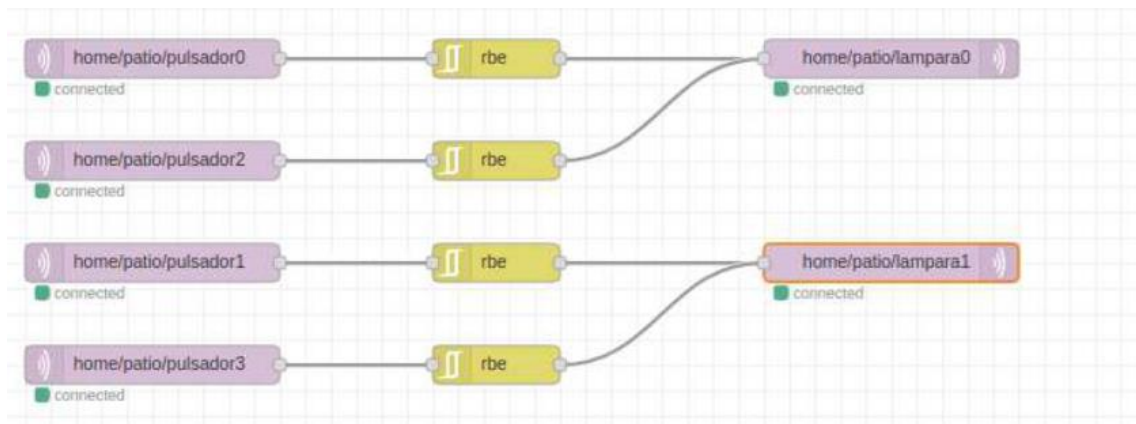 home/patio/pulsador0 rbe home/patio/lampara0
connected connected
home/patio/pulsador2 rbe
connected
home/patio/pulsador1 rbe home/patio/lampara1
connected connected
home/patio/pulsador3 rbe
connected